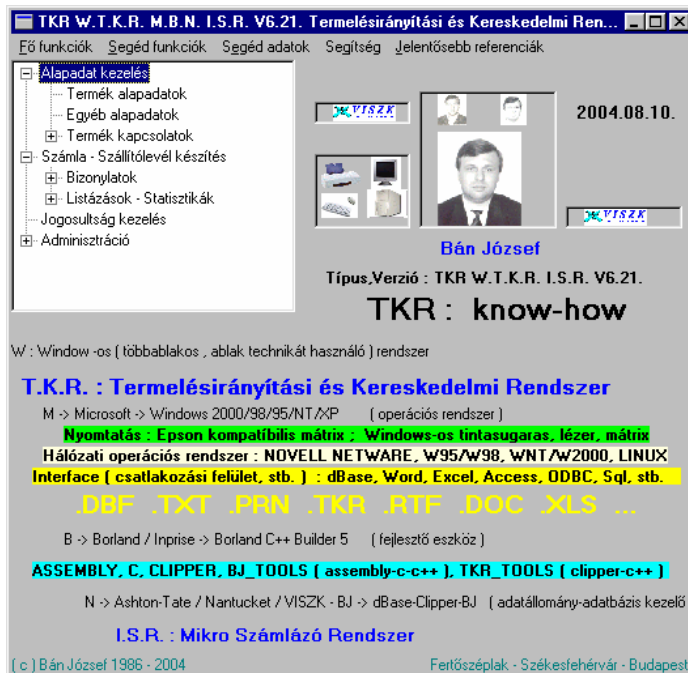 TKR W.T.K.R. M.B.N. I.S.R. V6.21. Termelésirányítási és Kereskedelmi Ren...
Fő funkciók Segéd funkciók Segéd adatok Segítség Jelentősebb referenciák
Alapadat kezelés
Termék alapadatok
Egyéb alapadatok
Termék kapcsolatok
Számla - Szállítólevél készítés
Bizonylatok
Listázások - Statisztikák
Jogosultság kezelés
Adminisztráció
VISZK
2004.08.10.
VISZK
Bán József
Típus,Verzió : TKR W.T.K.R. I.S.R. V6.21.
TKR : know-how
W : Window -os ( többablakos , ablak technikát használó ) rendszer
T.K.R. : Termelésirányítási és Kereskedelmi Rendszer
M -> Microsoft -> Windows 2000/98/95/NT/XP ( operációs rendszer )
Nyomtatás : Epson kompatíbilis mátrix ; Windows-os tintasugaras, lézer, mátrix
Hálózati operációs rendszer : NOVELL NETWARE, W95/W98, WNT/W2000, LINUX
Interface ( csatlakozási felület, stb. ) : dBase, Word, Excel, Access, ODBC, Sql, stb.
.DBF .TXT .PRN .TKR .RTF .DOC .XLS ...
B -> Borland / Inprise -> Borland C++ Builder 5 ( fejlesztő eszköz )
ASSEMBLY, C, CLIPPER, BJ_TOOLS ( assembly-c-c++ ), TKR_TOOLS ( clipper-c++ )
N -> Ashton-Tate / Nantucket / VISZK - BJ -> dBase-Clipper-BJ ( adatállomány-adatbázis kezelő
I.S.R. : Mikro Számlázó Rendszer
( c ) Bán József 1986 - 2004 Fertőszéplak - Székesfehérvár - Budapest